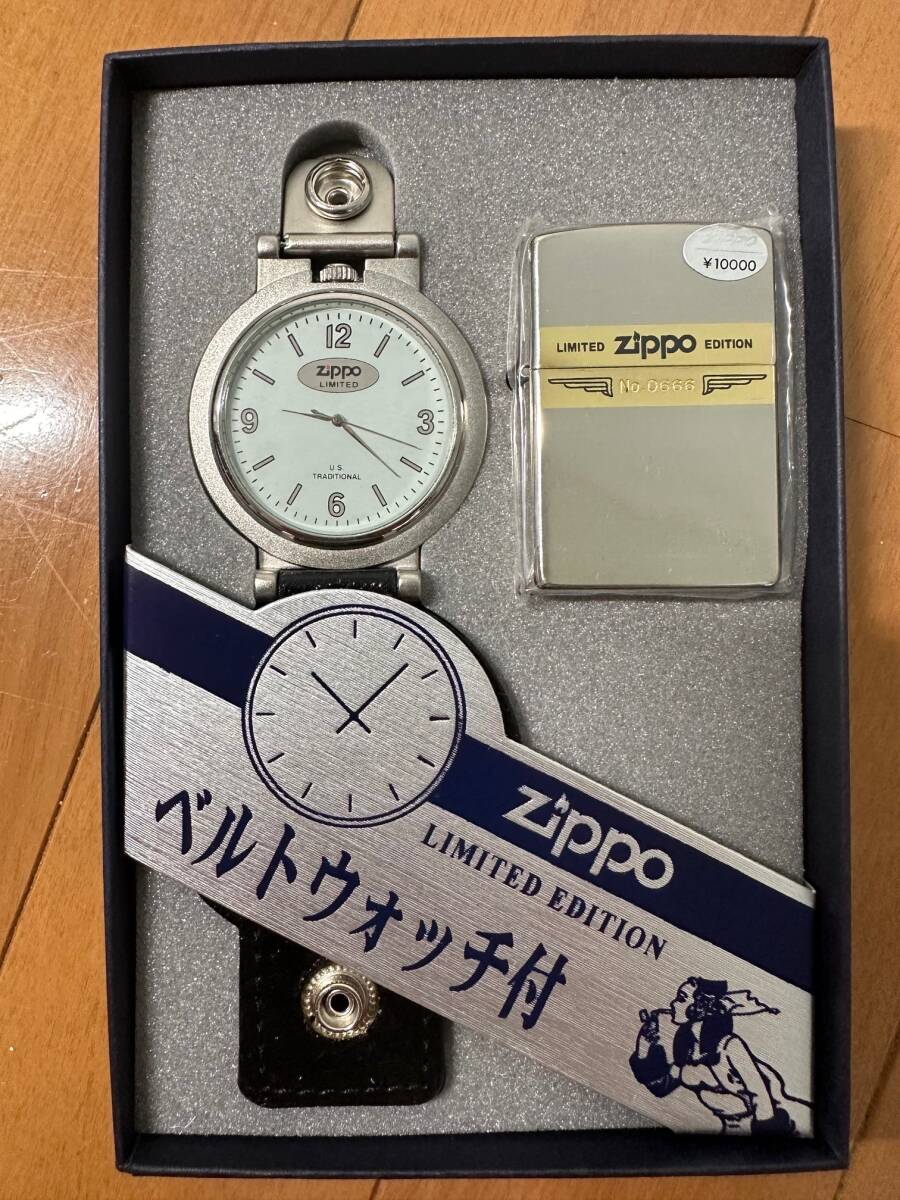 12
Zippo
LIMITED
9
3
U.S.
TRADITIONAL
6
¥10000
LIMITED Zippo EDITION
No.0666
Zippo
LIMITED EDITION
ベルトウォッチ付